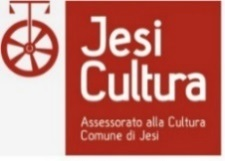 Jesi
Cultura
Assessorato alla Cultura
Comune di Jesi